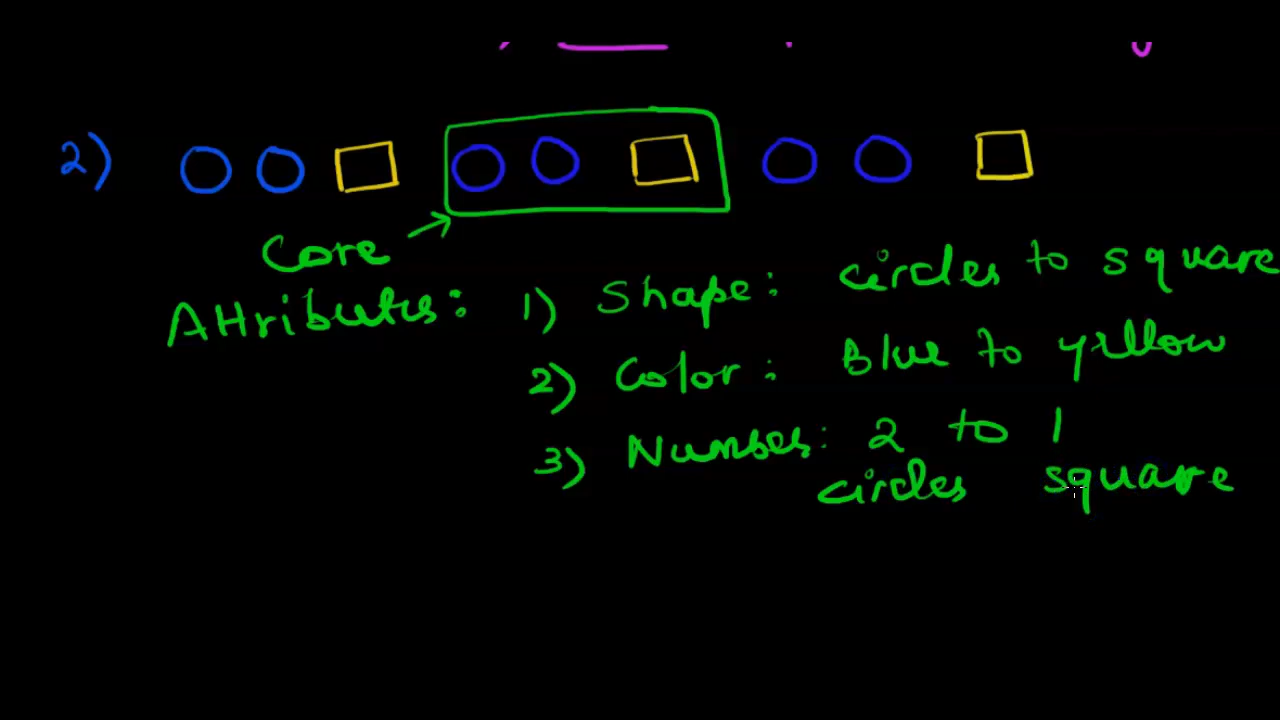 2)
Core
Attributes: 1) Shape: circles to square
2) Color: Blue to yellow
3) Number: 2 to 1
circles square